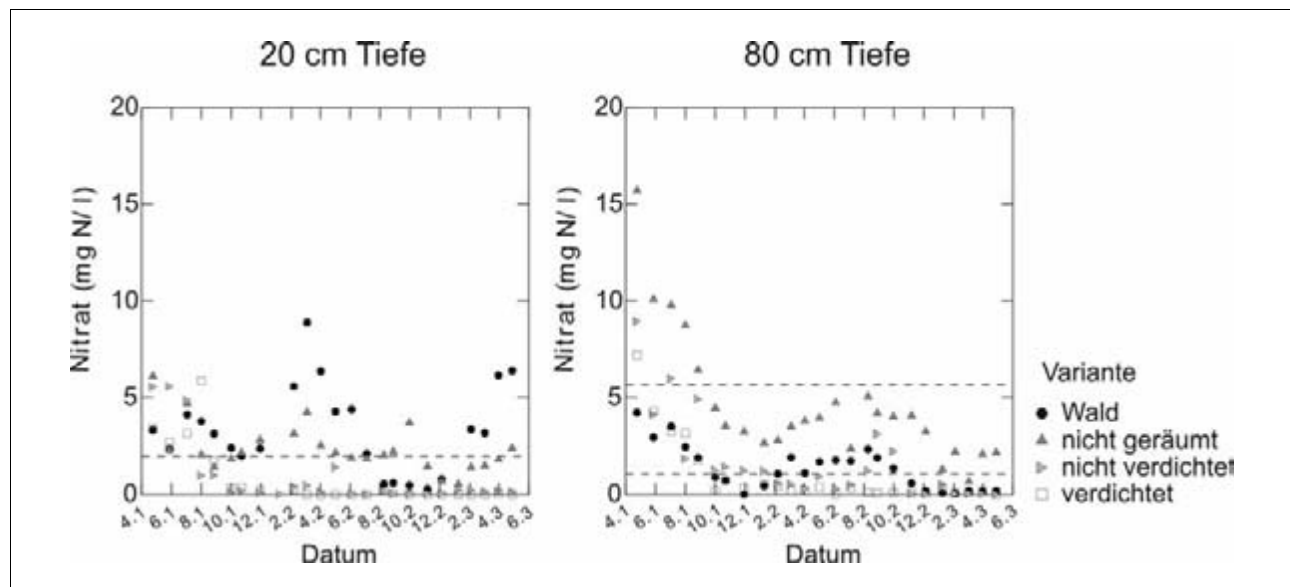 20 cm Tiefe
Nitrat (mg N/ l)
20
15
10
5
0
4.1 6.1 8.1 10.1 12.1 2.2 4.2 6.2 8.2 10.2 12.2 2.3 4.3 6.3
Datum
80 cm Tiefe
Nitrat (mg N/ l)
20
15
10
5
0
4.1 6.1 8.1 10.1 12.1 2.2 4.2 6.2 8.2 10.2 12.2 2.3 4.3 6.3
Datum
Variante
Wald
nicht geräumt
nicht verdichtet
verdichtet